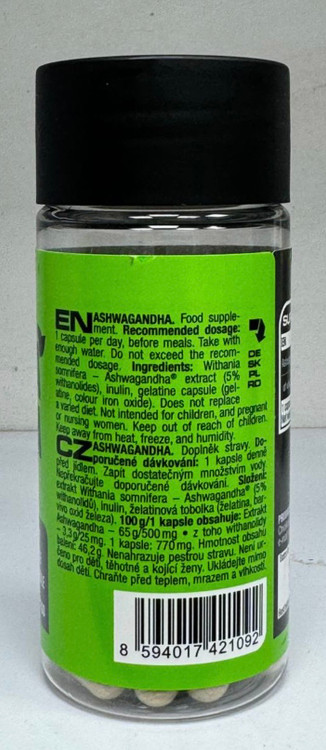 EN ASHWAGANDHA. Food supple-
ment. Recommended dosage:
1 capsule per day, before meals. Take with
enough water. Do not exceed the recom-
mended dosage. Ingredients: Withania
somnifera – Ashwagandha® extract (5%
withanolides), inulin, gelatine capsule (gel-
atine, colour iron oxide). Does not replace
a varied diet. Not intended for children, and pregnant
or nursing women. Keep out of reach of children.
Keep away from heat, freeze, and humidity.
CZ ASHWAGANDHA. Doplněk stravy. Do-
poručené dávkování: 1 kapsle denně
před jídlem. Zapít dostatečným množstvím vody.
Nepřekračujte doporučené dávkování. Složení:
extrakt Withania somnifera – Ashwagandha® (5%
withanolidů), inulin, želatinová tobolka (želatina, bar-
vivo oxid železa). 100 g/1 kapsle obsahuje: Extrakt
Ashwagandha – 65 g/500 mg • z toho withanolidy
– 3,3 g/25 mg. 1 kapsle: 770 mg. Hmotnost obsahu
balení: 46,2 g. Nenahrazuje pestrou stravu. Není ur-
čeno pro děti, těhotné a kojící ženy. Ukládejte mimo
dosah dětí. Chraňte před teplem, mrazem a vlhkostí.
DE
SK
PL
RO
8 594017 421092